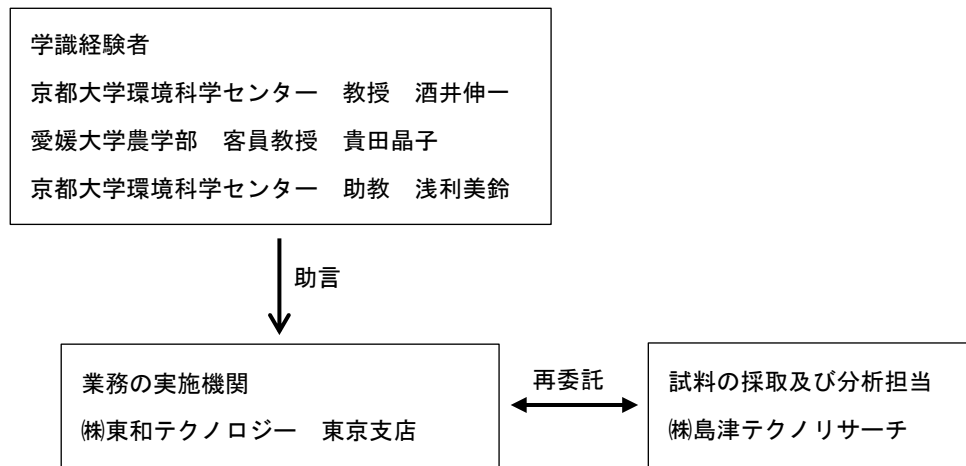 学識経験者
京都大学環境科学センター　教授　酒井伸一
愛媛大学農学部　客員教授　貴田晶子
京都大学環境科学センター　助教　浅利美鈴
助言
業務の実施機関
㈱東和テクノロジー　東京支店
再委託
試料の採取及び分析担当
㈱島津テクノリサーチ